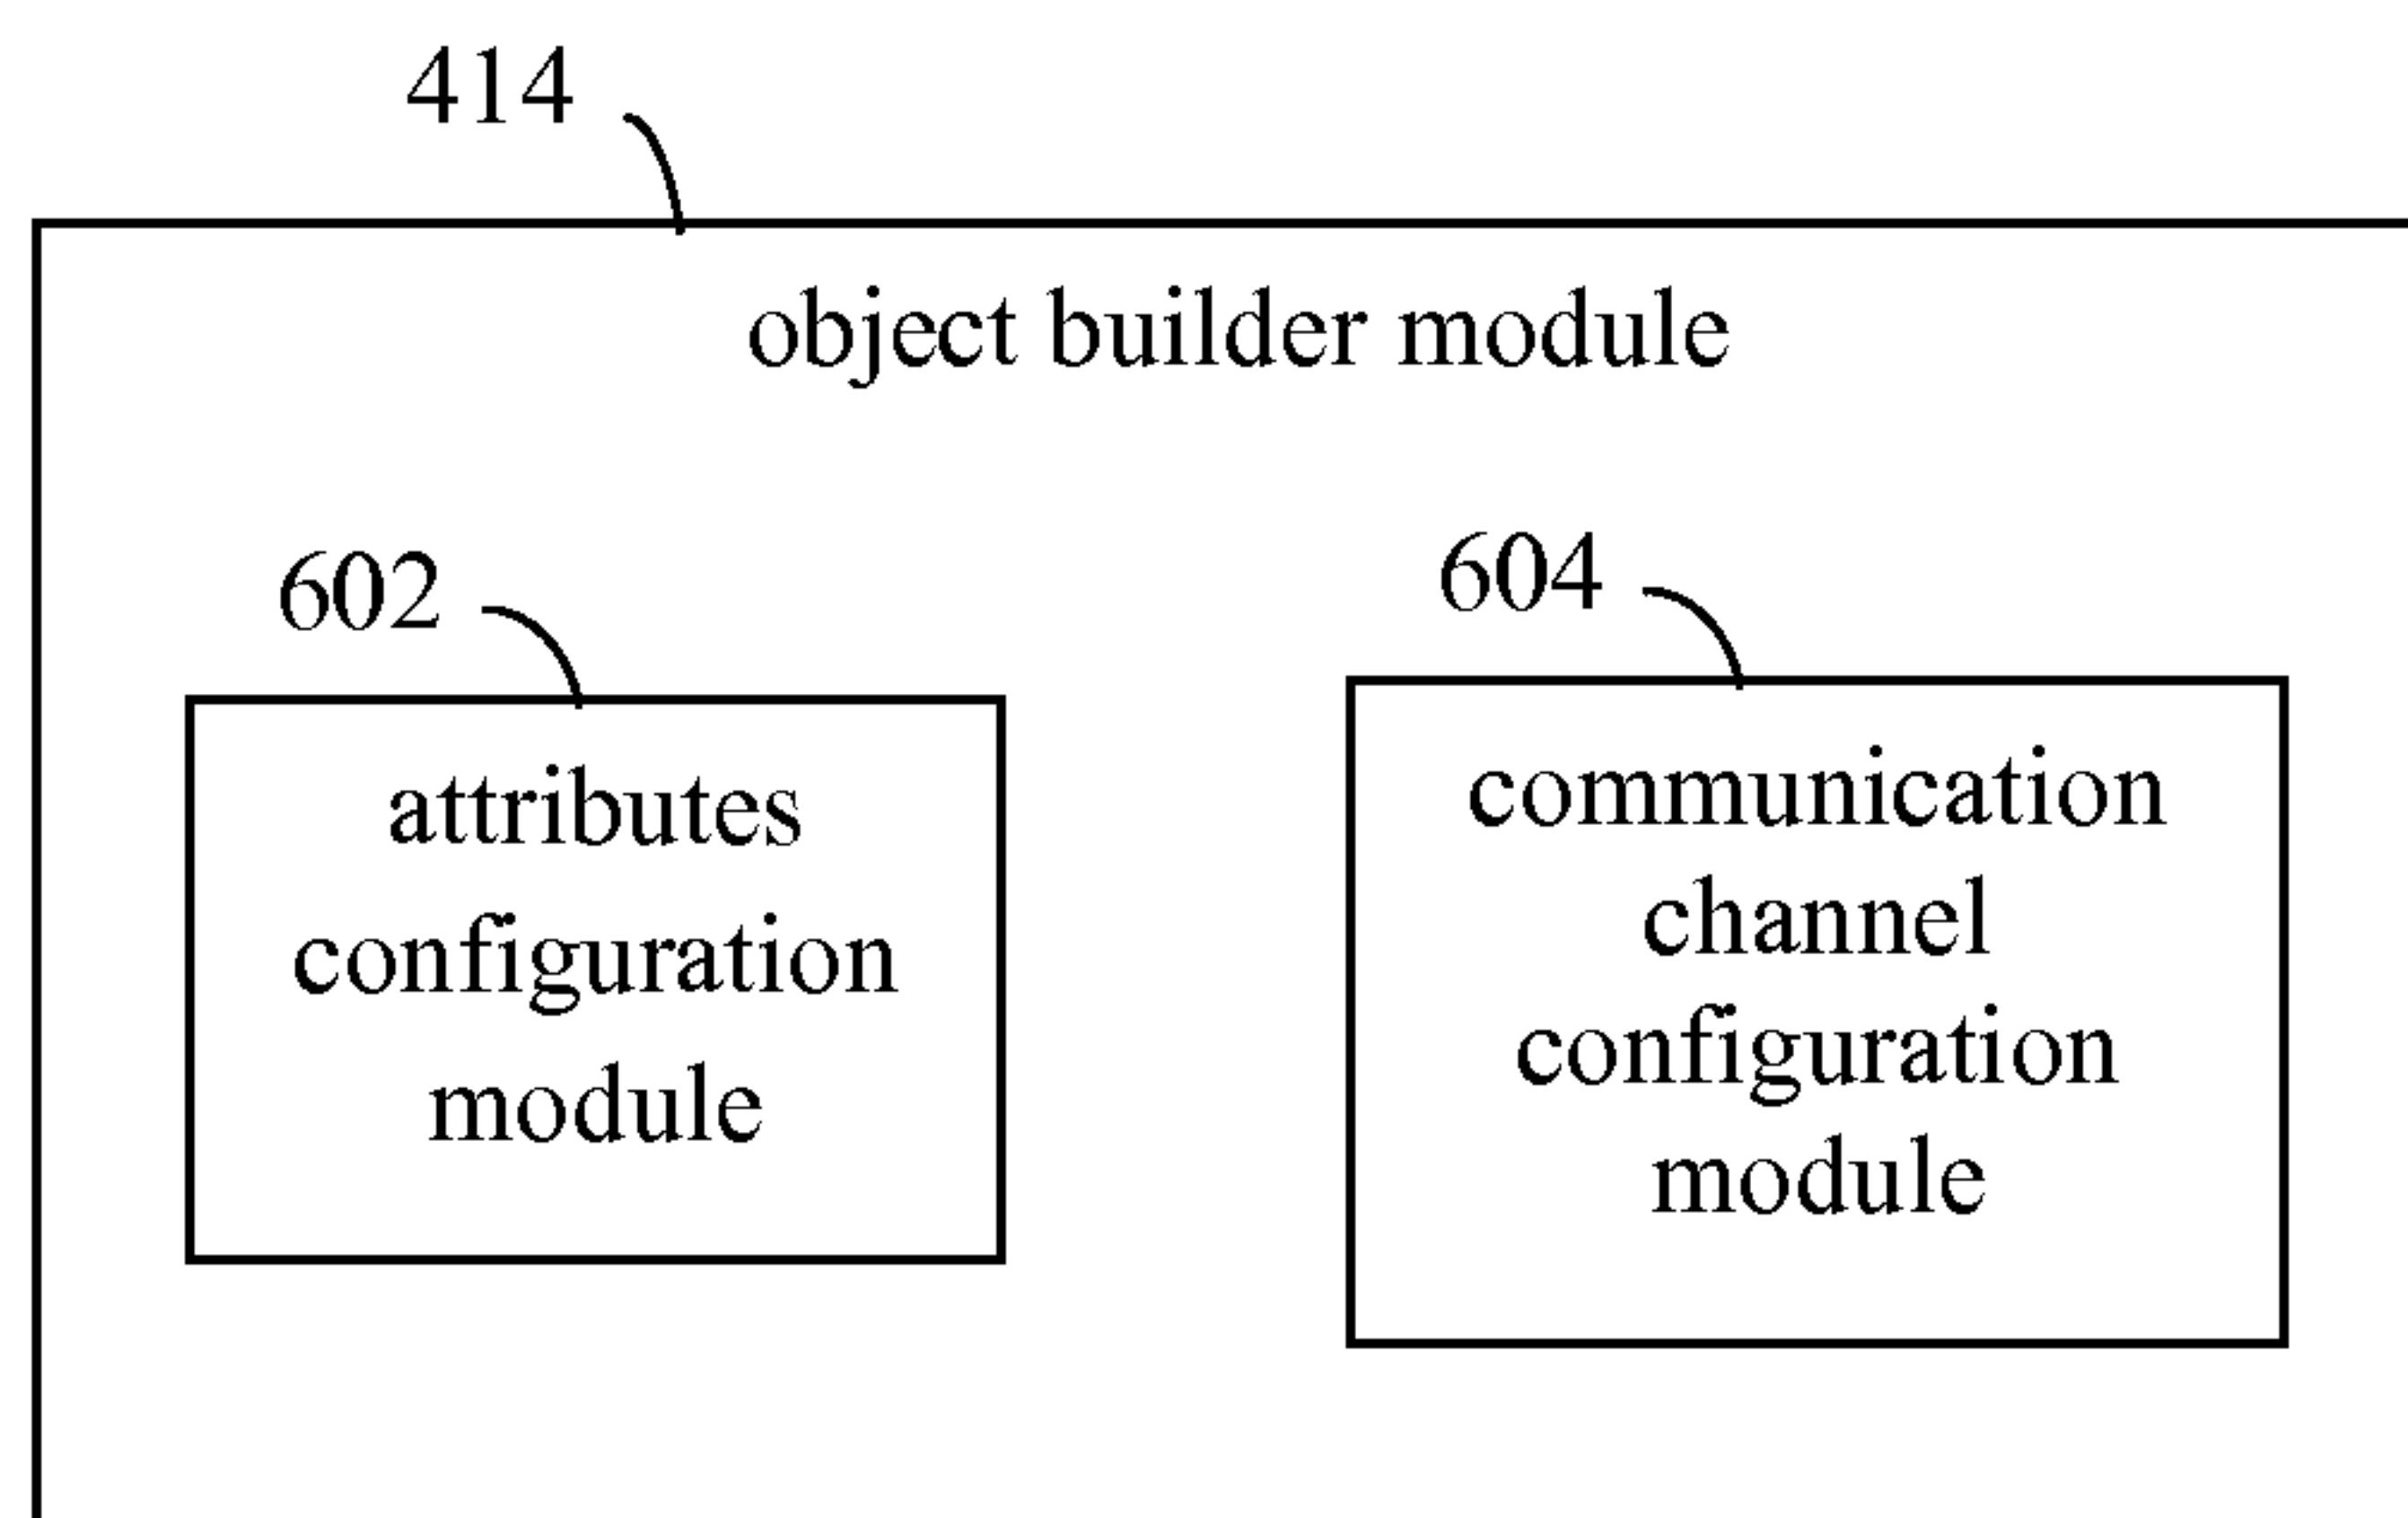 414
object builder module
602
attributes
configuration
module
604
communication
channel
configuration
module